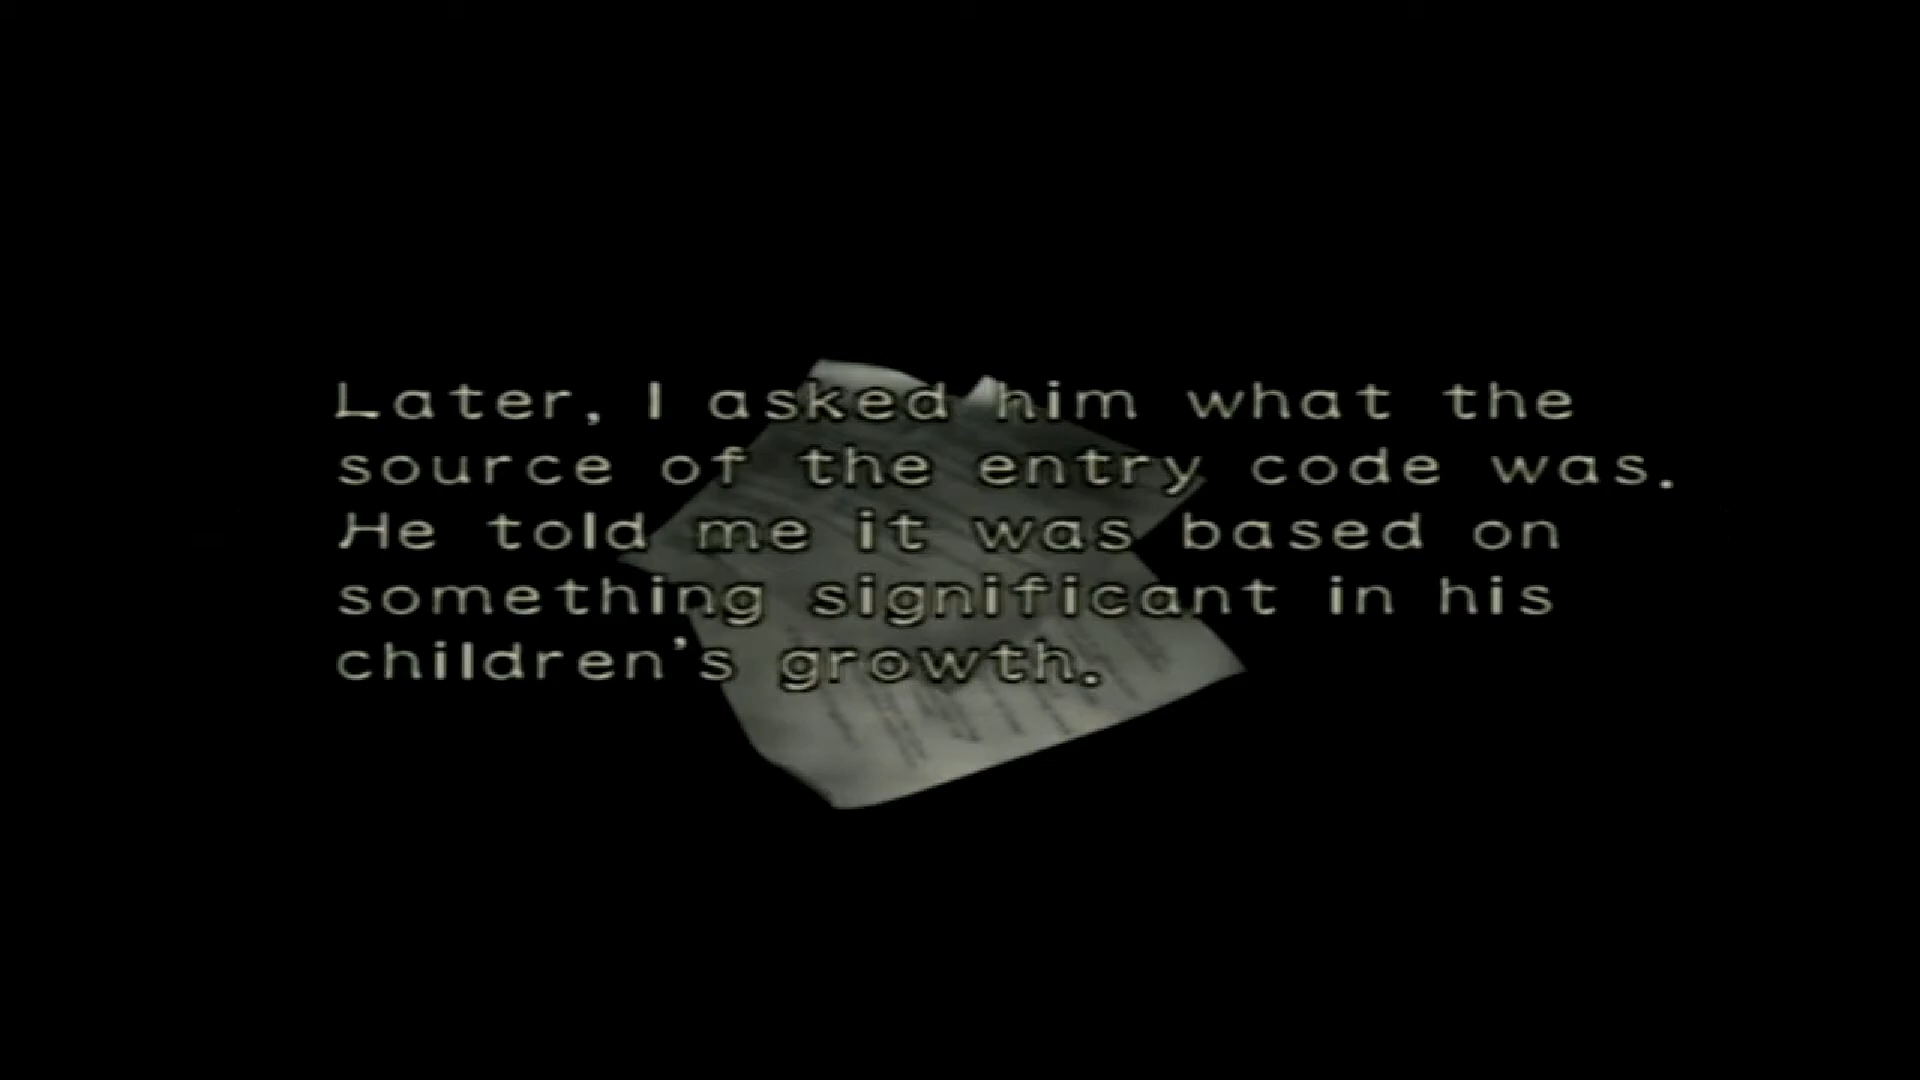 Later, I asked him what the
source of the entry code was.
He told me it was based on
something significant in his
children's growth.